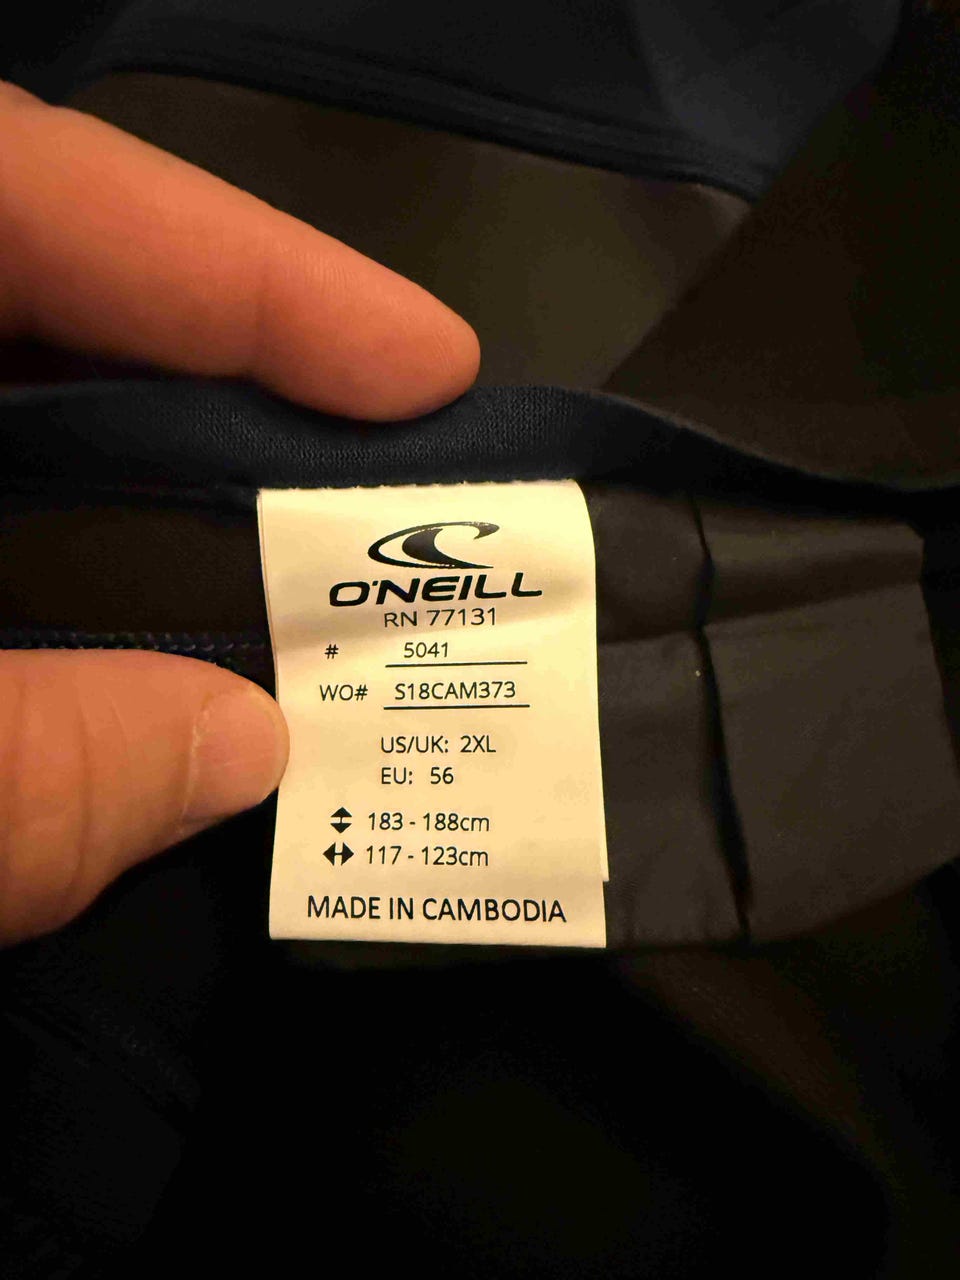 O'NEILL
RN 77131
# 5041
WO# S18CAM373
US/UK: 2XL
EU: 56
183 - 188cm
117 - 123cm
MADE IN CAMBODIA